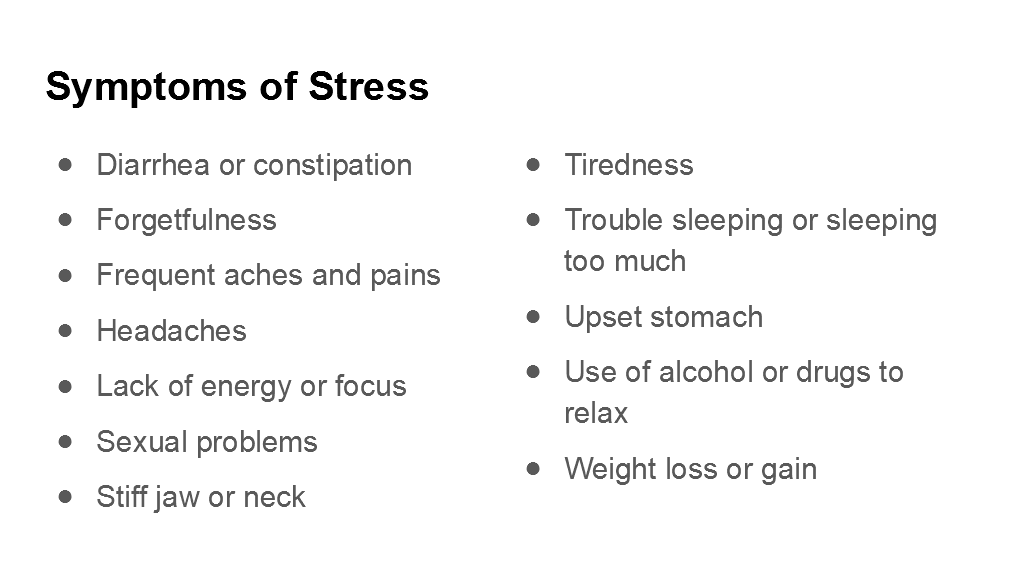 Symptoms of Stress
● Diarrhea or constipation
● Forgetfulness
● Frequent aches and pains
● Headaches
● Lack of energy or focus
● Sexual problems
● Stiff jaw or neck
● Tiredness
● Trouble sleeping or sleeping
too much
● Upset stomach
● Use of alcohol or drugs to
relax
● Weight loss or gain